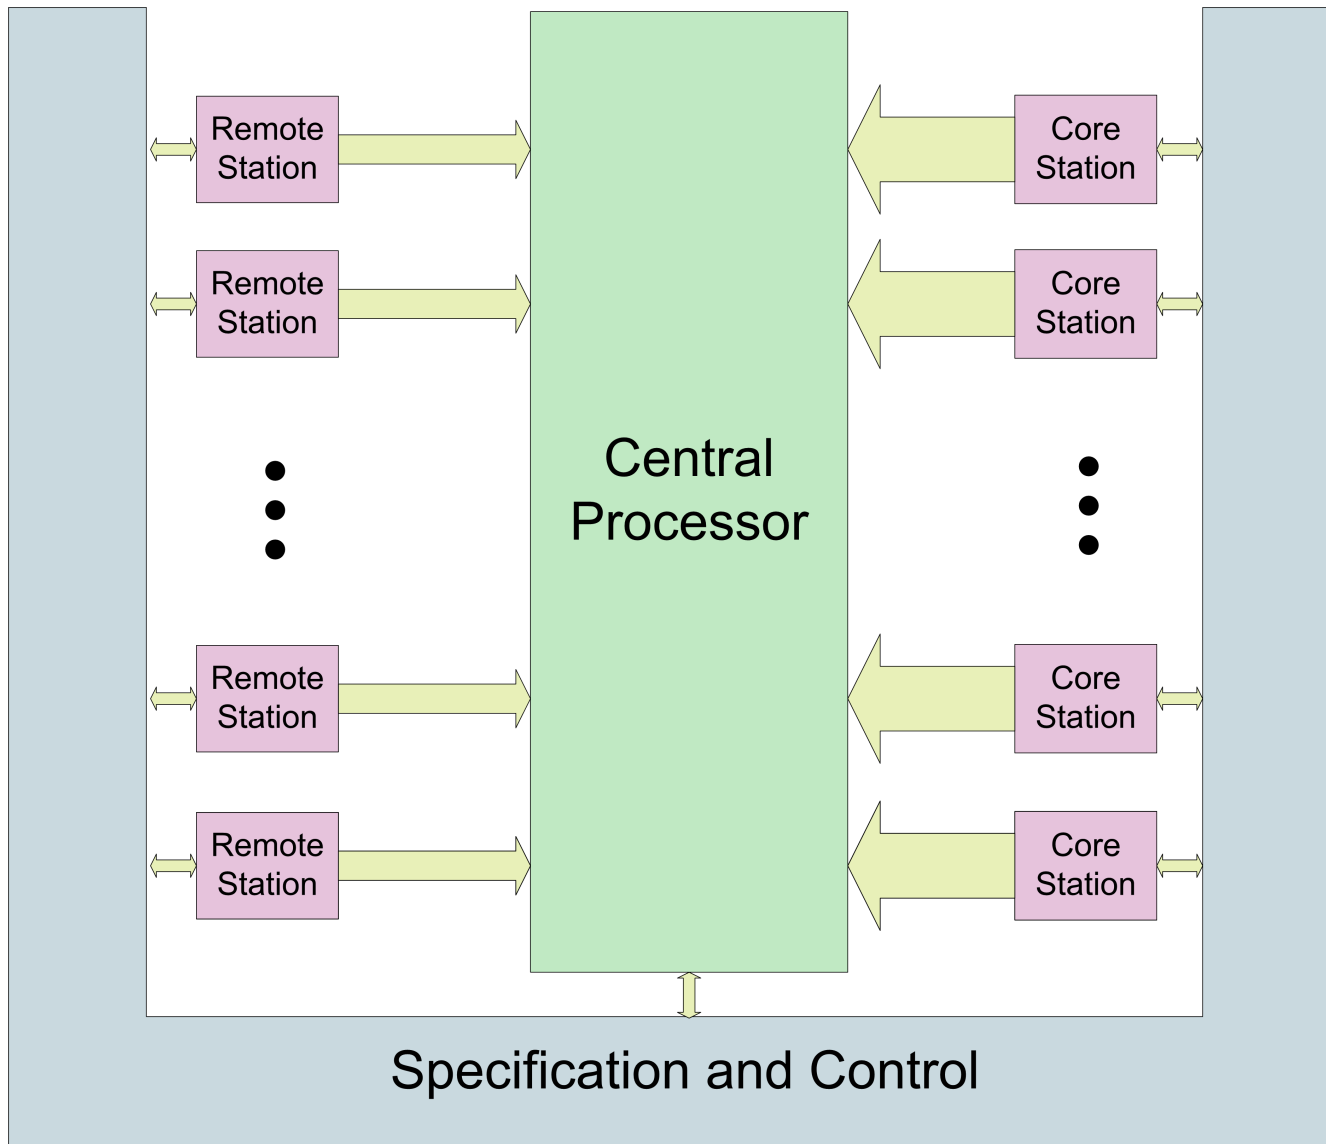 Remote
Station
Core
Station
Remote
Station
Core
Station
Central
Processor
Remote
Station
Core
Station
Remote
Station
Core
Station
Specification and Control